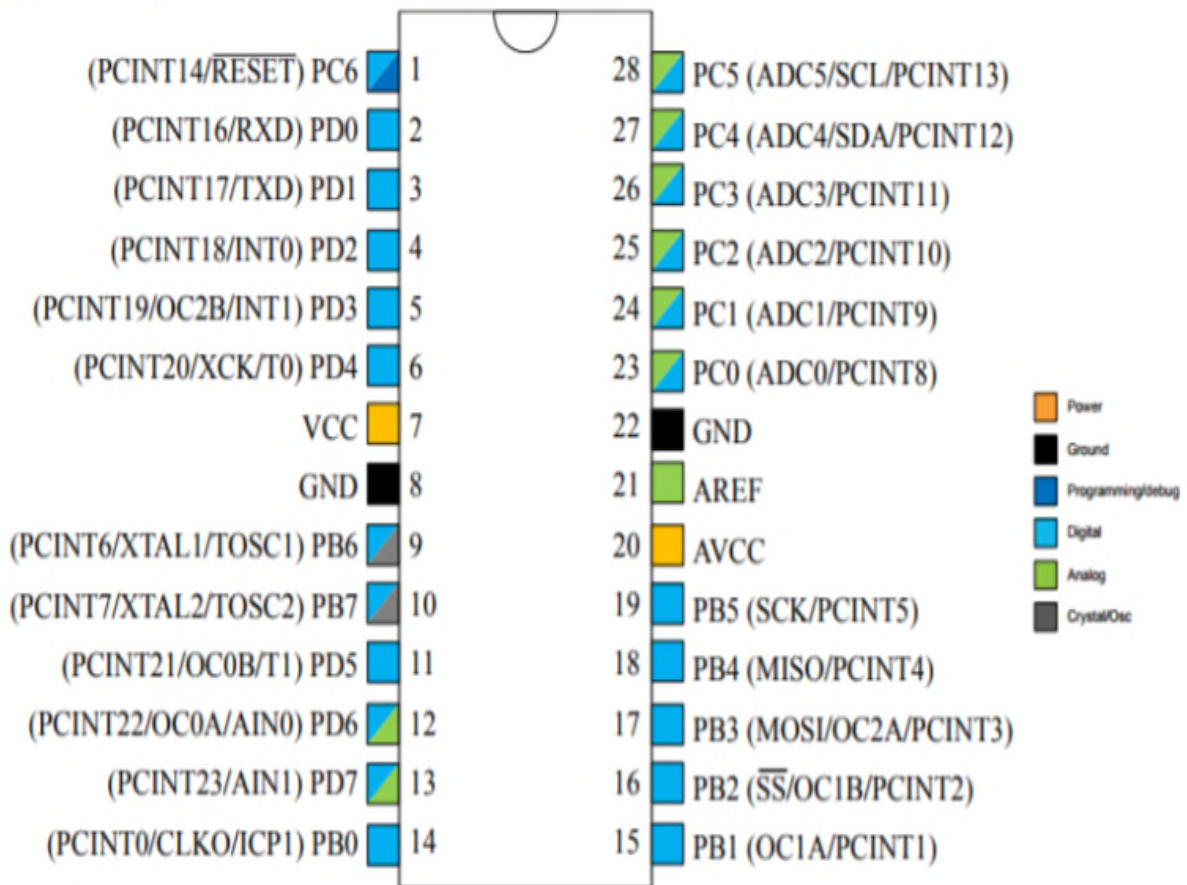 (PCINT14/RESET) PC6 1
(PCINT16/RXD) PD0 2
(PCINT17/TXD) PD1 3
(PCINT18/INT0) PD2 4
(PCINT19/OC2B/INT1) PD3 5
(PCINT20/XCK/T0) PD4 6
VCC 7
GND 8
(PCINT6/XTAL1/TOSC1) PB6 9
(PCINT7/XTAL2/TOSC2) PB7 10
(PCINT21/OC0B/T1) PD5 11
(PCINT22/OC0A/AIN0) PD6 12
(PCINT23/AIN1) PD7 13
(PCINT0/CLKO/ICP1) PB0 14
28 PC5 (ADC5/SCL/PCINT13)
27 PC4 (ADC4/SDA/PCINT12)
26 PC3 (ADC3/PCINT11)
25 PC2 (ADC2/PCINT10)
24 PC1 (ADC1/PCINT9)
23 PC0 (ADC0/PCINT8)
22 GND
21 AREF
20 AVCC
19 PB5 (SCK/PCINT5)
18 PB4 (MISO/PCINT4)
17 PB3 (MOSI/OC2A/PCINT3)
16 PB2 (SS/OC1B/PCINT2)
15 PB1 (OC1A/PCINT1)
Power
Ground
Programming/debug
Digital
Analog
Crystal/Osc